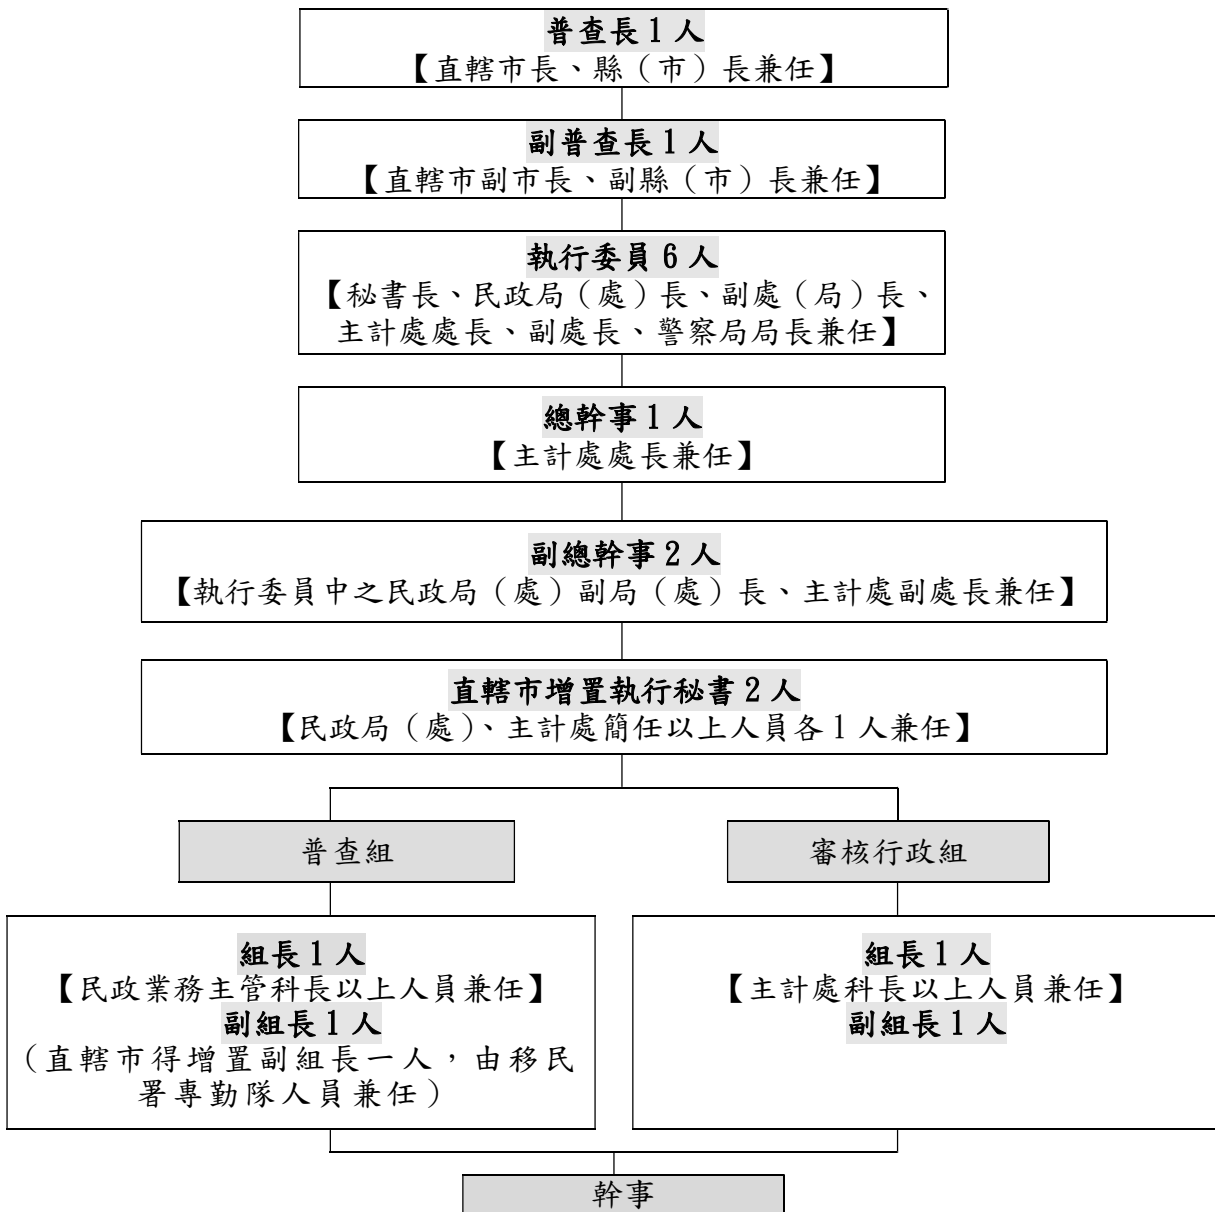 普查長 1 人
【直轄市長、縣（市）長兼任】
副普查長 1 人
【直轄市副市長、副縣（市）長兼任】
執行委員 6 人
【秘書長、民政局（處）長、副處（局）長、
主計處處長、副處長、警察局局長兼任】
總幹事 1 人
【主計處處長兼任】
副總幹事 2 人
【執行委員中之民政局（處）副局（處）長、主計處副處長兼任】
直轄市增置執行秘書 2 人
【民政局（處）、主計處簡任以上人員各 1 人兼任】
普查組
審核行政組
組長 1 人
【民政業務主管科長以上人員兼任】
副組長 1 人
（直轄市得增置副組長一人，由移民
署專勤隊人員兼任）
組長 1 人
【主計處科長以上人員兼任】
副組長 1 人
幹事